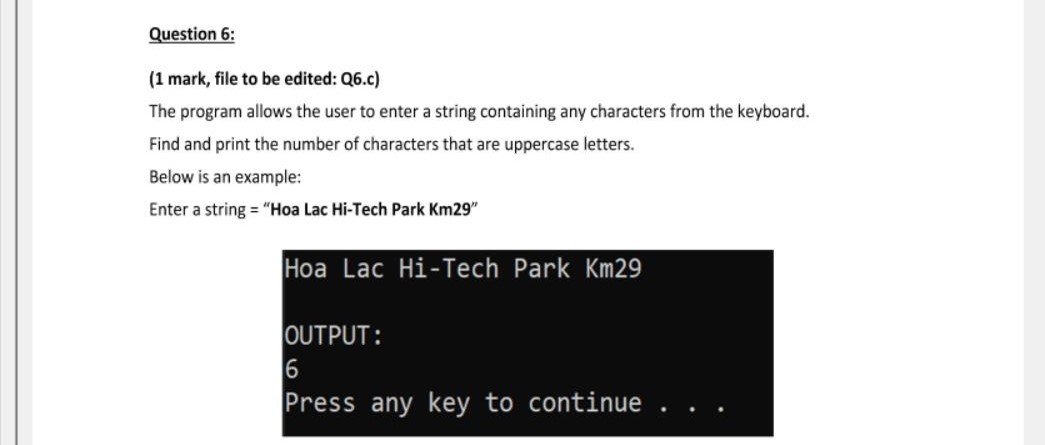 Question 6:
(1 mark, file to be edited: Q6.c)
The program allows the user to enter a string containing any characters from the keyboard.
Find and print the number of characters that are uppercase letters.
Below is an example:
Enter a string = “Hoa Lac Hi-Tech Park Km29”
Hoa Lac Hi-Tech Park Km29
OUTPUT:
6
Press any key to continue . . .